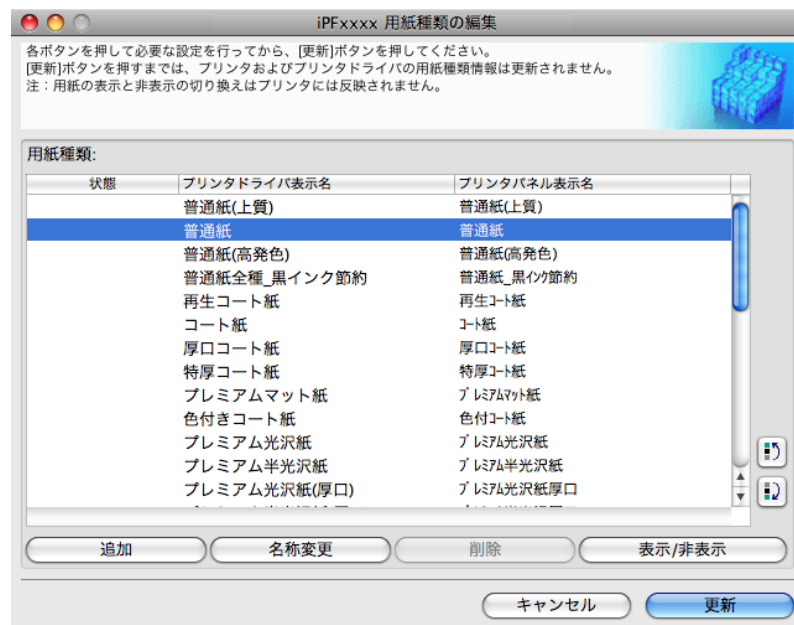 iPFxxxx 用紙種類の編集
各ボタンを押して必要な設定を行ってから、[更新]ボタンを押してください。
[更新]ボタンを押すまでは、プリンタおよびプリンタドライバの用紙種類情報は更新されません。
注：用紙の表示と非表示の切り換えはプリンタには反映されません。
用紙種類:
状態 プリンタドライバ表示名 プリンタパネル表示名
普通紙(上質) 普通紙(上質)
普通紙 普通紙
普通紙(高発色) 普通紙(高発色)
普通紙全種_黒インク節約 普通紙_黒ｲﾝｸ節約
再生コート紙 再生ｺｰﾄ紙
コート紙 ｺｰﾄ紙
厚口コート紙 厚口ｺｰﾄ紙
特厚コート紙 特厚ｺｰﾄ紙
プレミアムマット紙 ﾌﾟﾚﾐｱﾑﾏｯﾄ紙
色付きコート紙 色付ｺｰﾄ紙
プレミアム光沢紙 ﾌﾟﾚﾐｱﾑ光沢紙
プレミアム半光沢紙 ﾌﾟﾚﾐｱﾑ半光沢紙
プレミアム光沢紙(厚口) ﾌﾟﾚﾐｱﾑ光沢紙厚口
追加 名称変更 削除 表示/非表示
キャンセル 更新